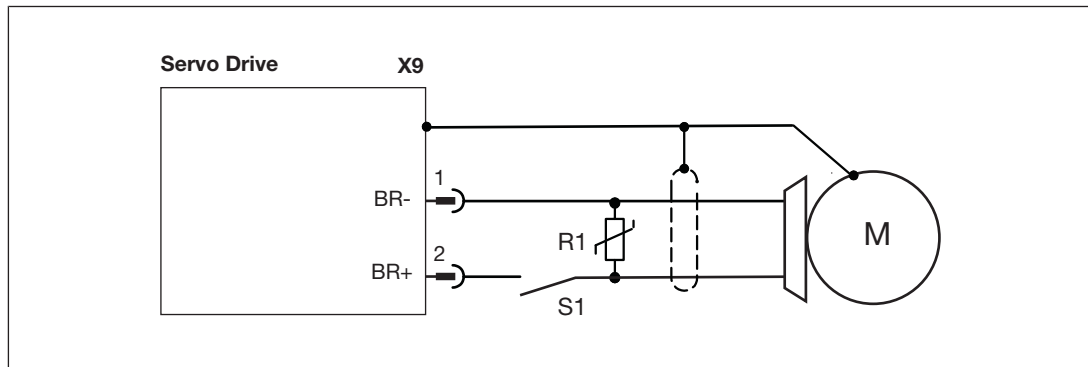 Servo Drive X9
1
BR-
R1
M
2
BR+
S1